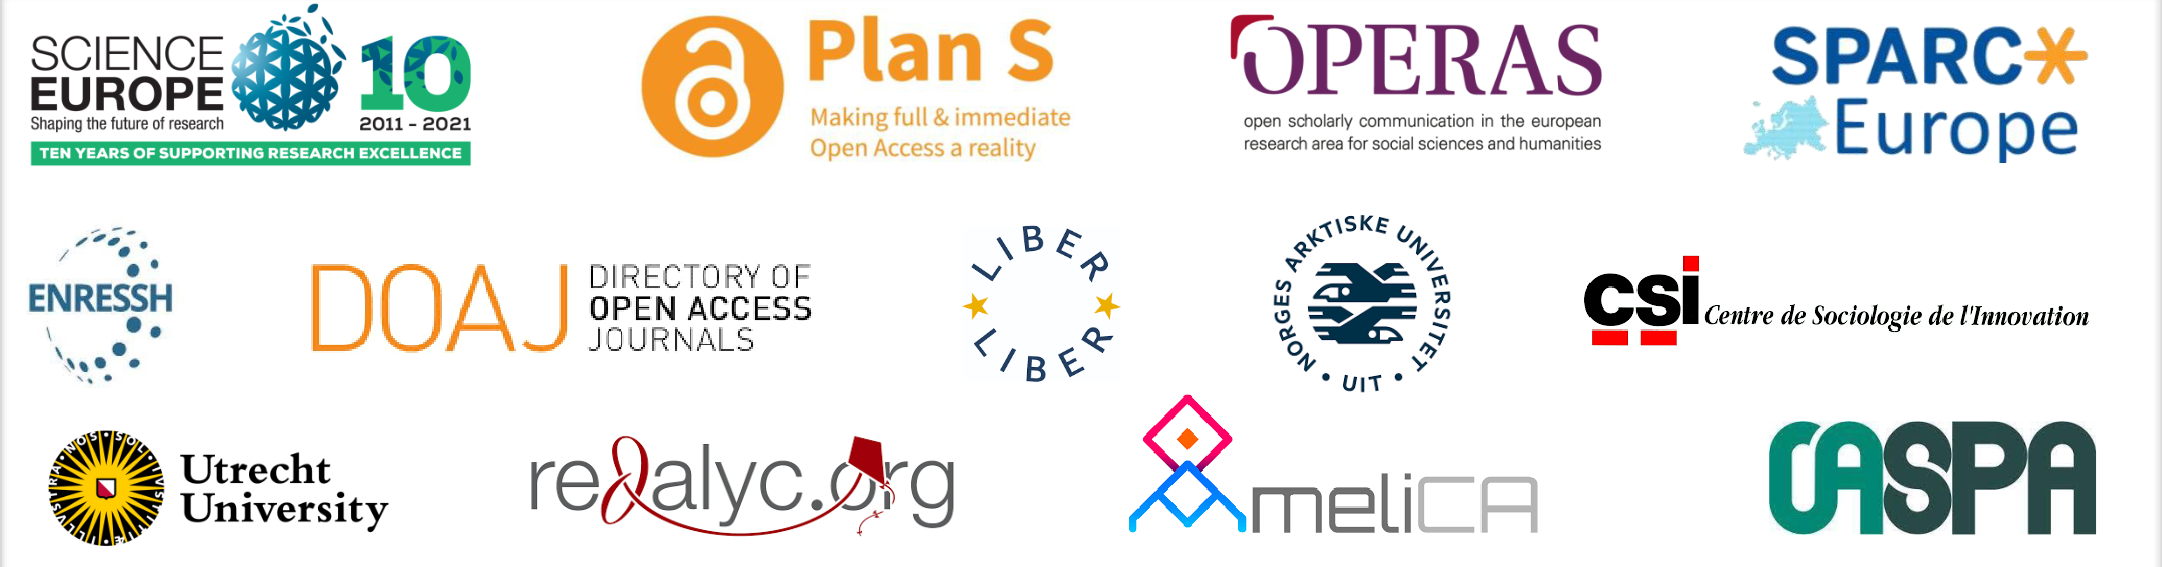 SCIENCE
EUROPE
Shaping the future of research
10
2011 - 2021
TEN YEARS OF SUPPORTING RESEARCH EXCELLENCE
Plan S
Making full & immediate
Open Access a reality
OPERAS
open scholarly communication in the european
research area for social sciences and humanities
SPARC
Europe
ENRESSH
DOAJ
DIRECTORY OF
OPEN ACCESS
JOURNALS
LIBER
LIBER
NORGES ARKTISKE UNIVERSITET
• UIT •
csi
Centre de Sociologie de l'Innovation
Utrecht
University
redalyc.org
AmeliCA
OASPA